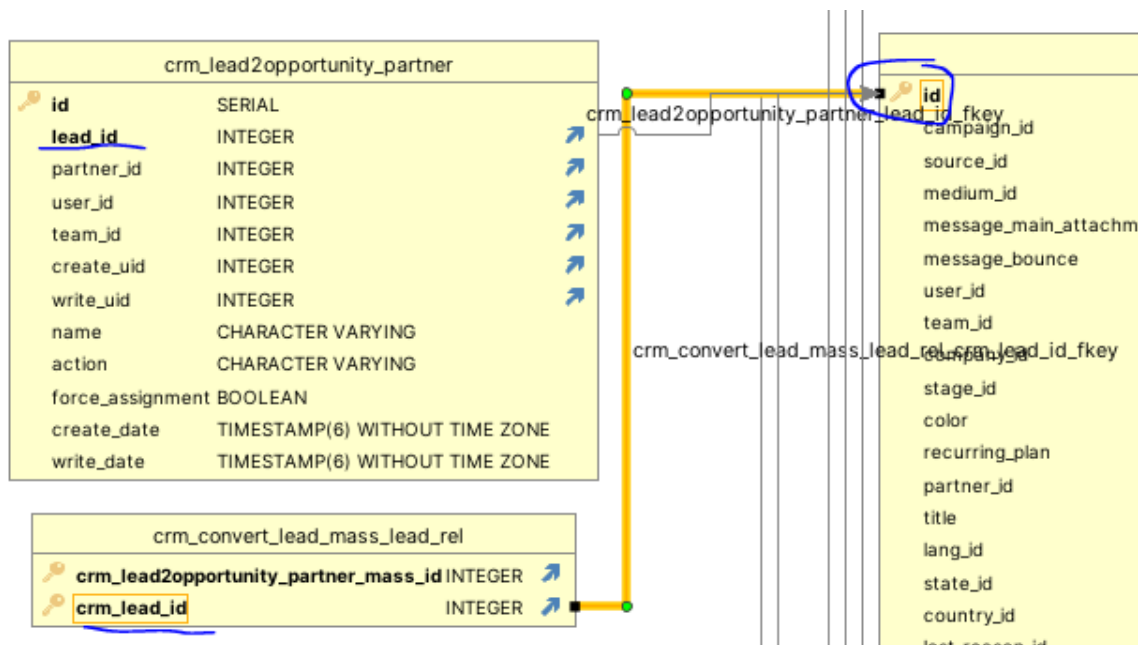 crm_lead2opportunity_partner
id SERIAL
lead_id INTEGER
partner_id INTEGER
user_id INTEGER
team_id INTEGER
create_uid INTEGER
write_uid INTEGER
name CHARACTER VARYING
action CHARACTER VARYING
force_assignment BOOLEAN
create_date TIMESTAMP(6) WITHOUT TIME ZONE
write_date TIMESTAMP(6) WITHOUT TIME ZONE
crm_convert_lead_mass_lead_rel
crm_lead2opportunity_partner_mass_id INTEGER
crm_lead_id INTEGER
crm_lead2opportunity_partner_lead_id_fkey
crm_convert_lead_mass_lead_rel_crm_lead_id_fkey
id
campaign_id
source_id
medium_id
message_main_attachm
message_bounce
user_id
team_id
company_id
stage_id
color
recurring_plan
partner_id
title
lang_id
state_id
country_id